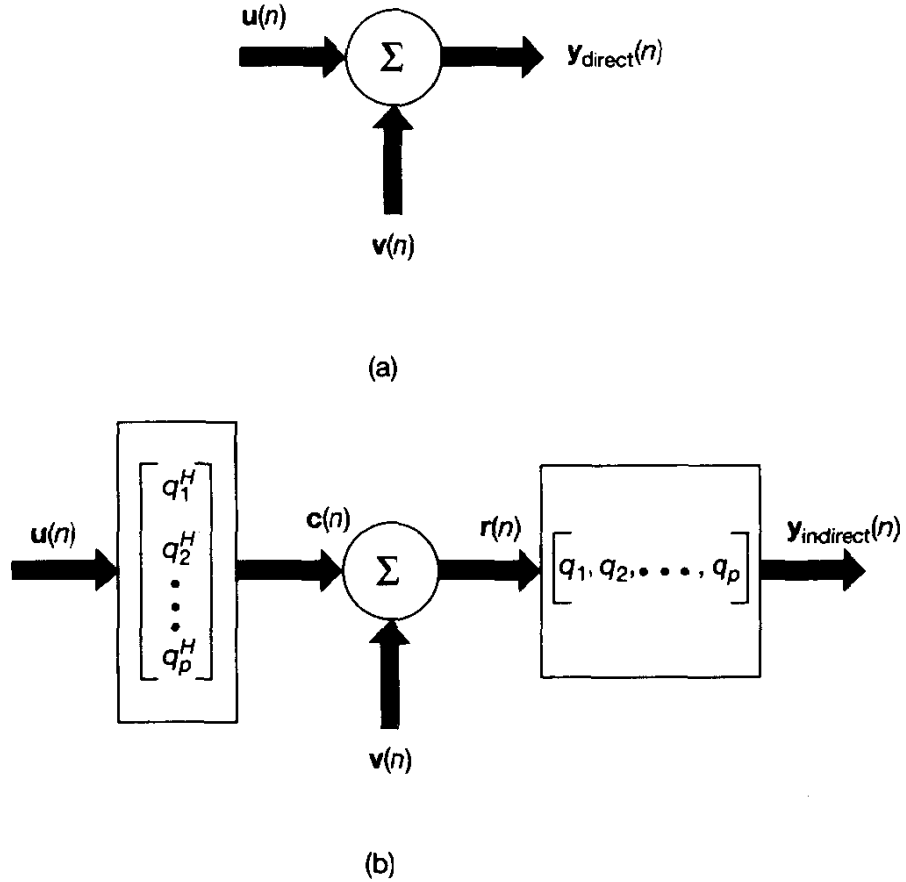 u(n)
Σ
y_direct(n)
v(n)
(a)
q_1^H
q_2^H
q_p^H
u(n)
c(n)
Σ
r(n)
[q_1, q_2, • • • •, q_p]
y_indirect(n)
v(n)
(b)